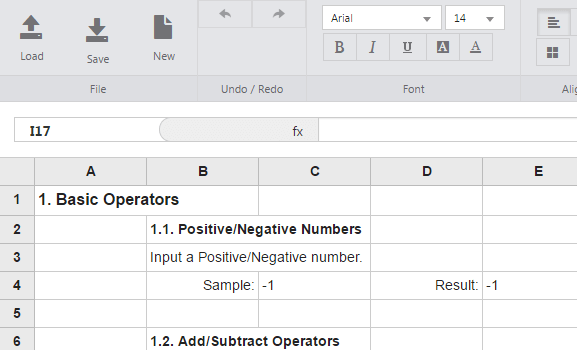 Load
Save
New
File
Undo / Redo
Arial
14
B I U A A
Font
Alig
I17
fx
A B C D E
1 1. Basic Operators
2 1.1. Positive/Negative Numbers
3 Input a Positive/Negative number.
4 Sample: -1 Result: -1
5
6 1.2. Add/Subtract Operators